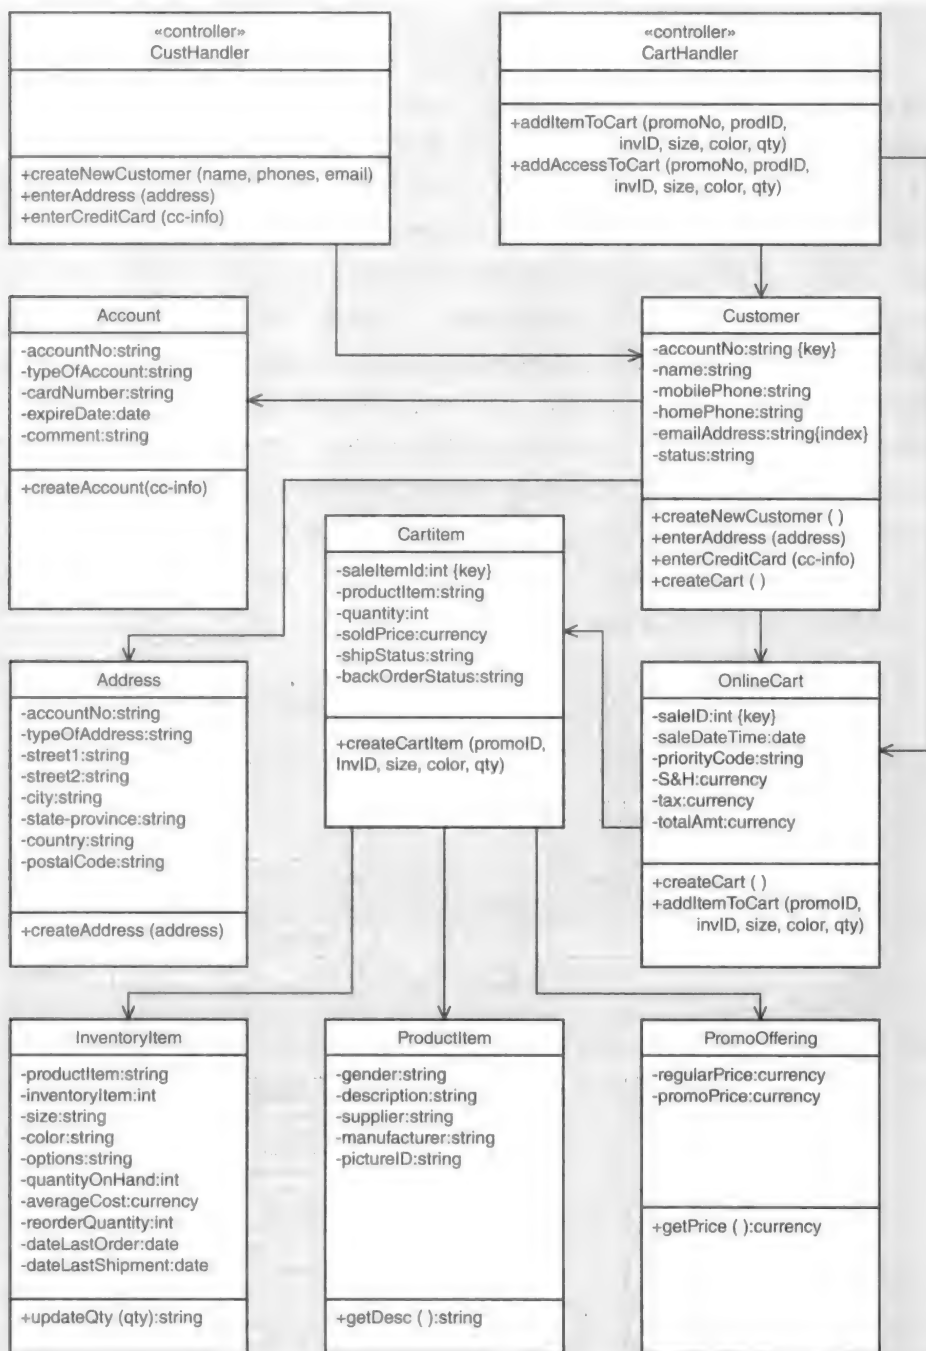 «controller»
CustHandler
+createNewCustomer (name, phones, email)
+enterAddress (address)
+enterCreditCard (cc-info)
«controller»
CartHandler
+addItemToCart (promoNo, prodID,
invID, size, color, qty)
+addAccessToCart (promoNo, prodID,
invID, size, color, qty)
Account
-accountNo:string
-typeOfAccount:string
-cardNumber:string
-expireDate:date
-comment:string
+createAccount(cc-info)
Customer
-accountNo:string {key}
-name:string
-mobilePhone:string
-homePhone:string
-emailAddress:string{index}
-status:string
+createNewCustomer ( )
+enterAddress (address)
+enterCreditCard (cc-info)
+createCart ( )
Cartitem
-saleItemId:int {key}
-productItem:string
-quantity:int
-soldPrice:currency
-shipStatus:string
-backOrderStatus:string
+createCartItem (promoID,
InvID, size, color, qty)
Address
-accountNo:string
-typeOfAddress:string
-street1:string
-street2:string
-city:string
-state-province:string
-country:string
-postalCode:string
+createAddress (address)
OnlineCart
-saleID:int {key}
-saleDateTime:date
-priorityCode:string
-S&H:currency
-tax:currency
-totalAmt:currency
+createCart ( )
+addItemToCart (promoID,
invID, size, color, qty)
InventoryItem
-productItem:string
-inventoryItem:int
-size:string
-color:string
-options:string
-quantityOnHand:int
-averageCost:currency
-reorderQuantity:int
-dateLastOrder:date
-dateLastShipment:date
+updateQty (qty):string
ProductItem
-gender:string
-description:string
-supplier:string
-manufacturer:string
-pictureID:string
+getDesc ( ):string
PromoOffering
-regularPrice:currency
-promoPrice:currency
+getPrice ( ):currency